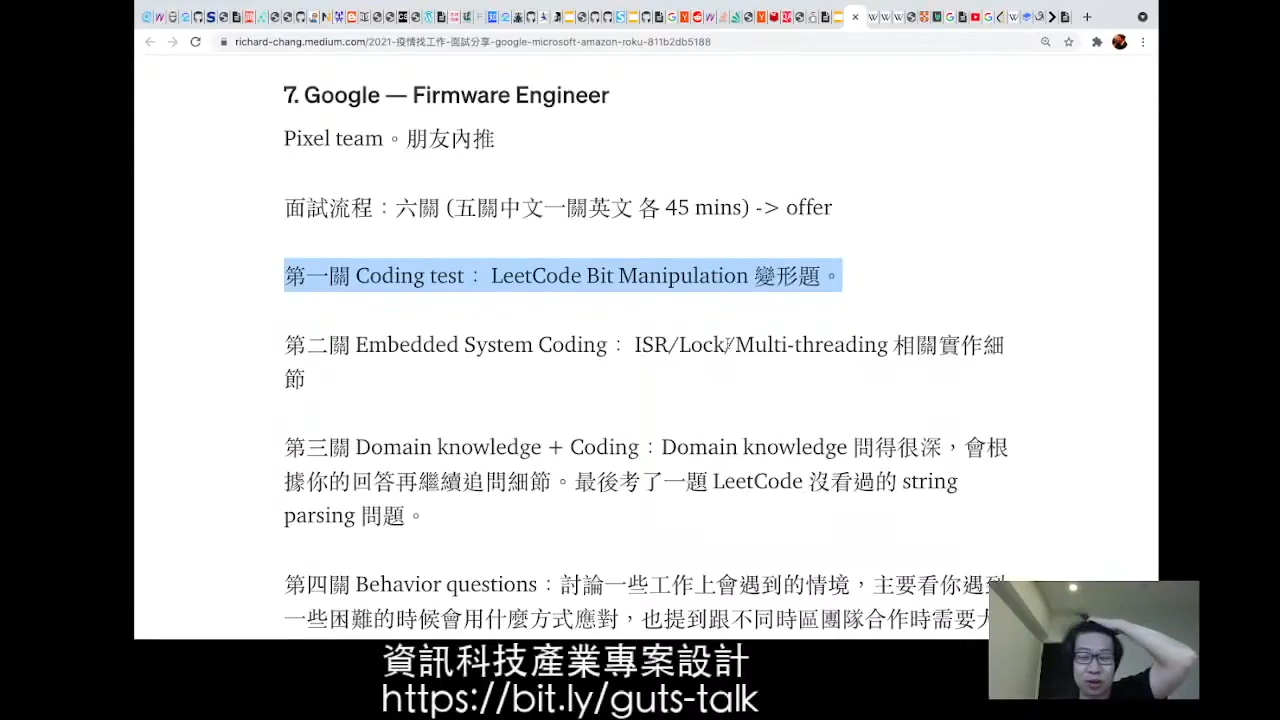 richard-chang.medium.com/2021-疫情找工作-面試分享-google-microsoft-amazon-roku-811b2db5188
7. Google — Firmware Engineer
Pixel team。朋友內推
面試流程：六關 (五關中文一關英文 各 45 mins) -> offer
第一關 Coding test： LeetCode Bit Manipulation 變形題。
第二關 Embedded System Coding： ISR/Lock/Multi-threading 相關實作細
節
第三關 Domain knowledge + Coding：Domain knowledge 問得很深，會根
據你的回答再繼續追問細節。最後考了一題 LeetCode 沒看過的 string
parsing 問題。
第四關 Behavior questions：討論一些工作上會遇到的情境，主要看你遇到
一些困難的時候會用什麼方式應對，也提到跟不同時區團隊合作時需要
資訊科技產業專案設計
https://bit.ly/guts-talk